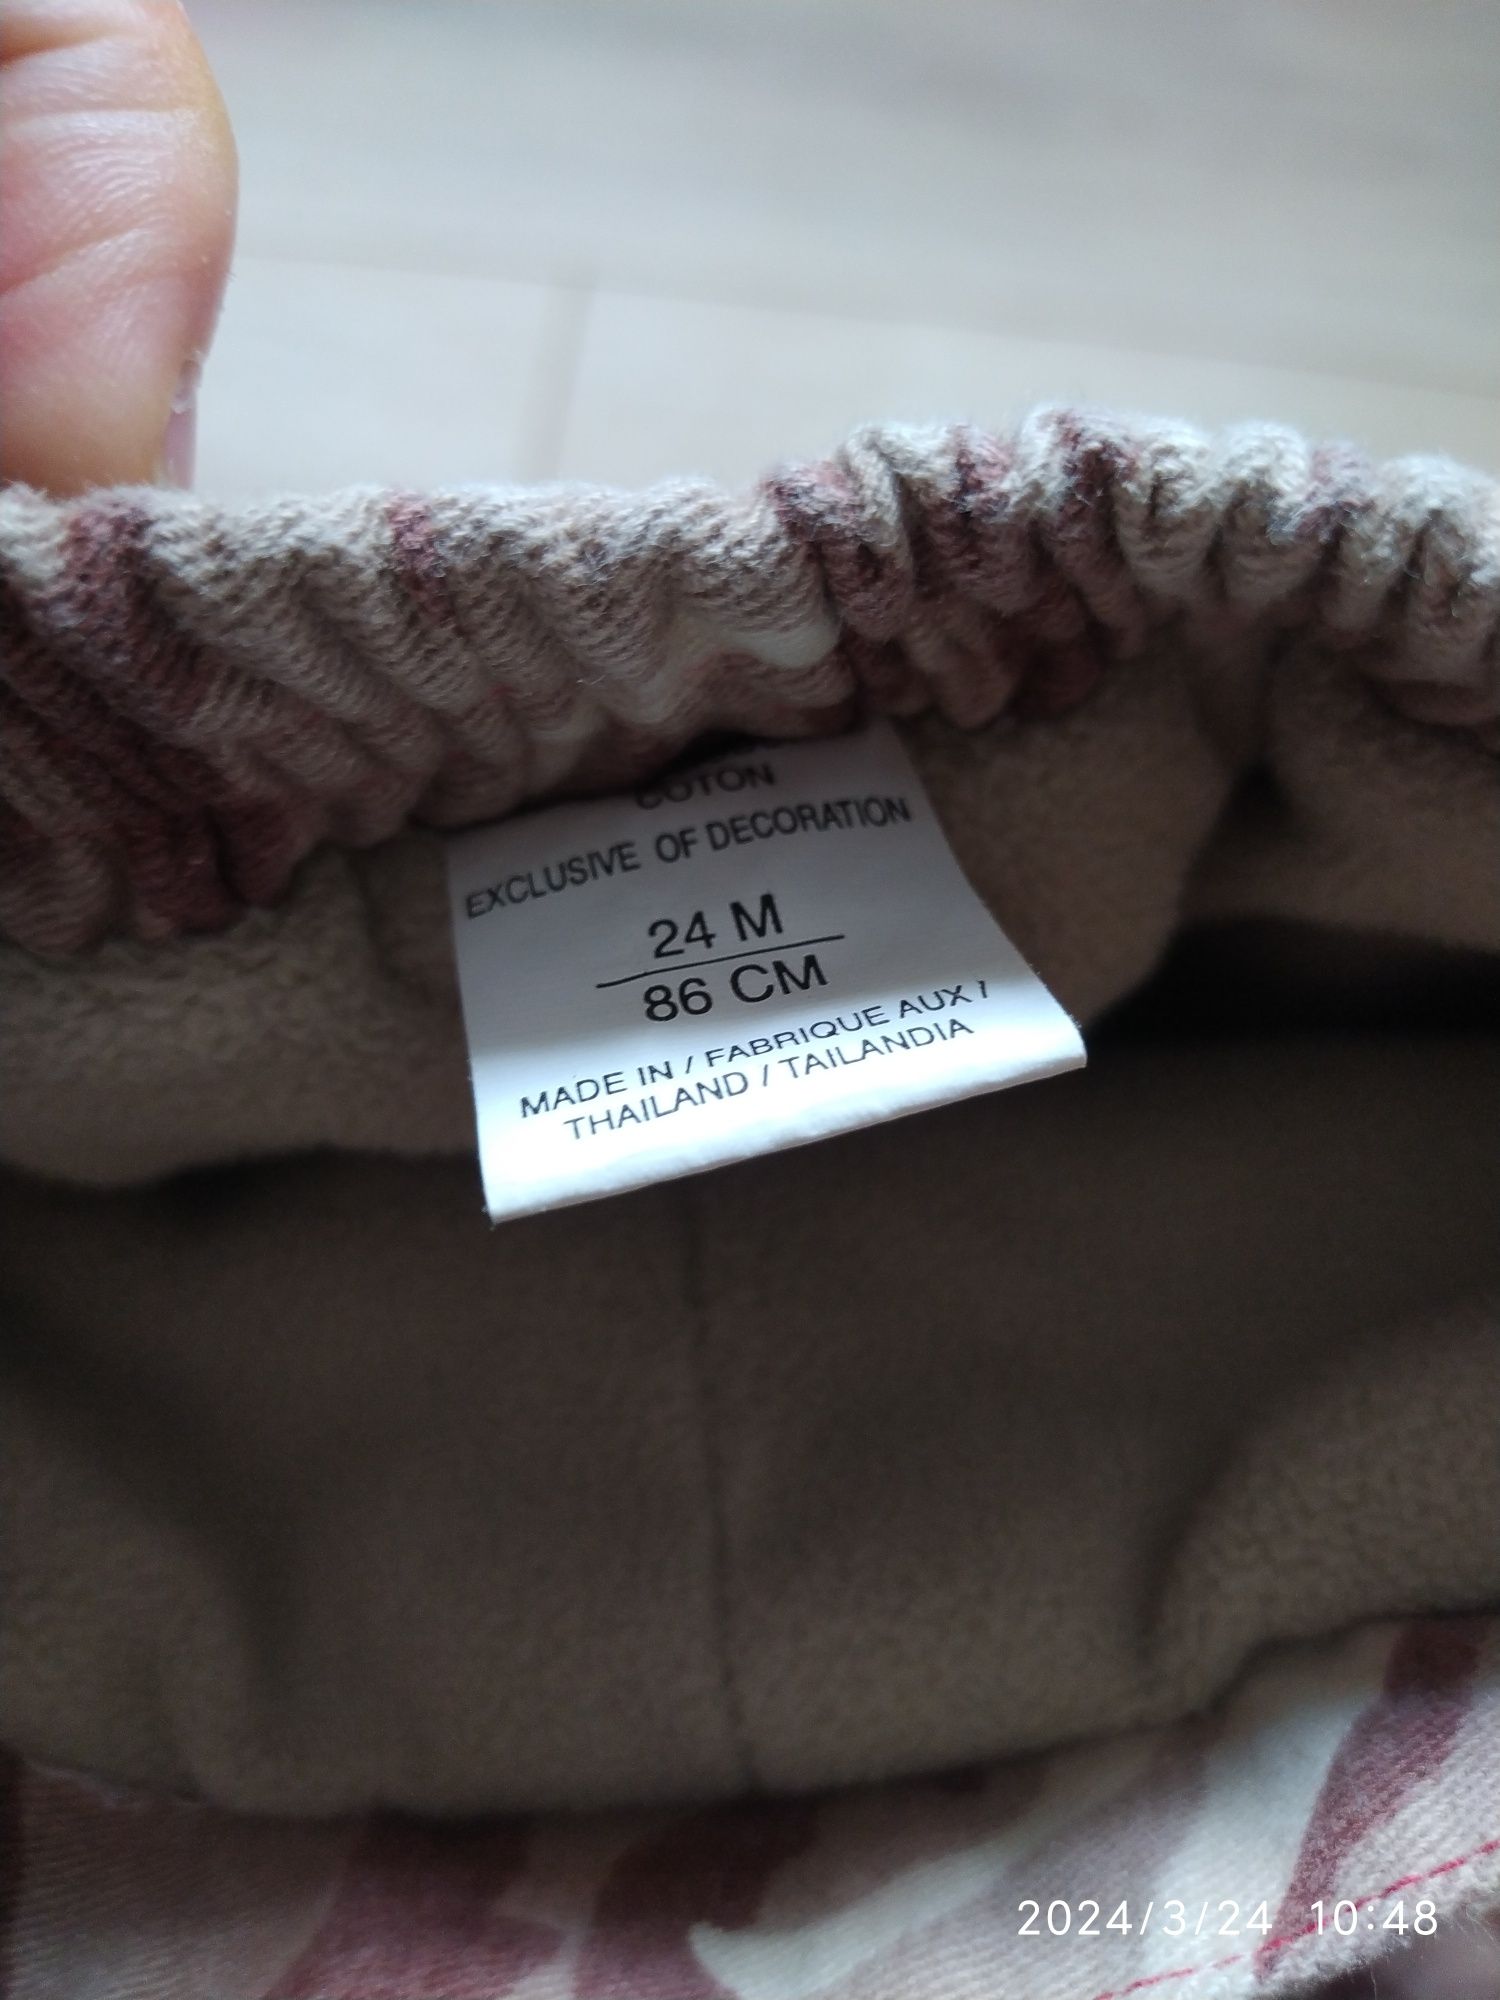 COTON
EXCLUSIVE OF DECORATION
24 M
86 CM
MADE IN / FABRIQUE AUX /
THAILAND / TAILANDIA
2024/3/24 10:48